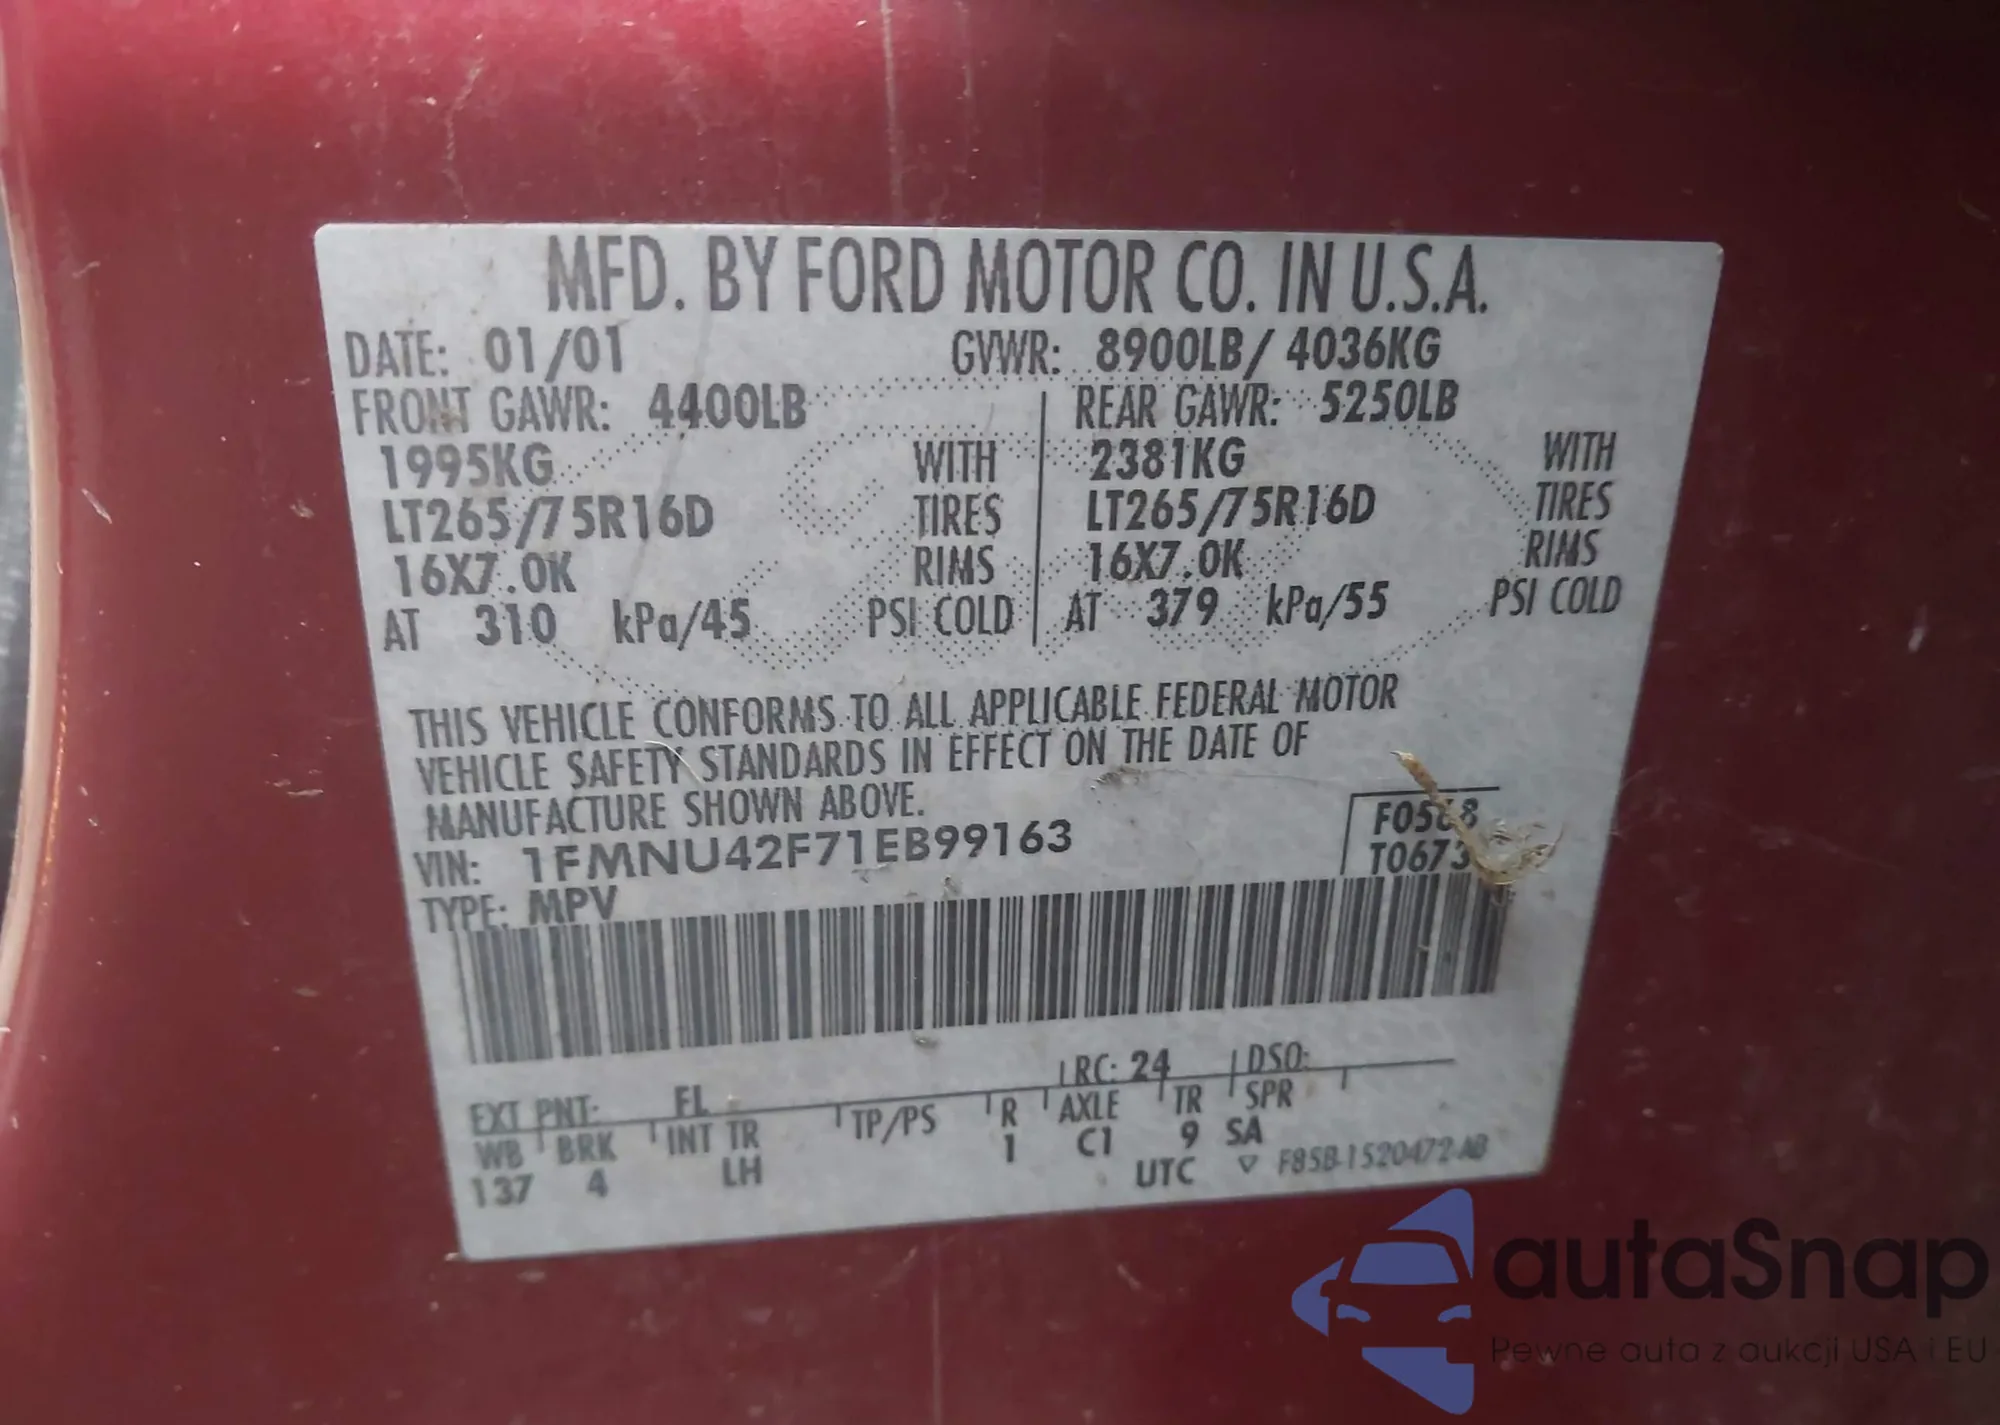 MFD. BY FORD MOTOR CO. IN U.S.A.
DATE: 01/01 GVWR: 8900LB/ 4036KG
FRONT GAWR: 4400LB REAR GAWR: 5250LB
1995KG WITH 2381KG WITH
LT265/75R16D TIRES LT265/75R16D TIRES
16X7.0K RIMS 16X7.0K RIMS
AT 310 kPa/45 PSI COLD AT 379 kPa/55 PSI COLD
THIS VEHICLE CONFORMS TO ALL APPLICABLE FEDERAL MOTOR
VEHICLE SAFETY STANDARDS IN EFFECT ON THE DATE OF
MANUFACTURE SHOWN ABOVE.
F0568
VIN: 1FMNU42F71EB99163 T0673
TYPE: MPV
RC: 24 DSO:
EXT PNT: FL
WB BRK INT TR TP/PS R AXLE TR SPR
137 4 LH 1 C1 9 SA
UTC ▽ F85B-1520472-AB
autaSnap
Pewne auta z aukcji USA i EU